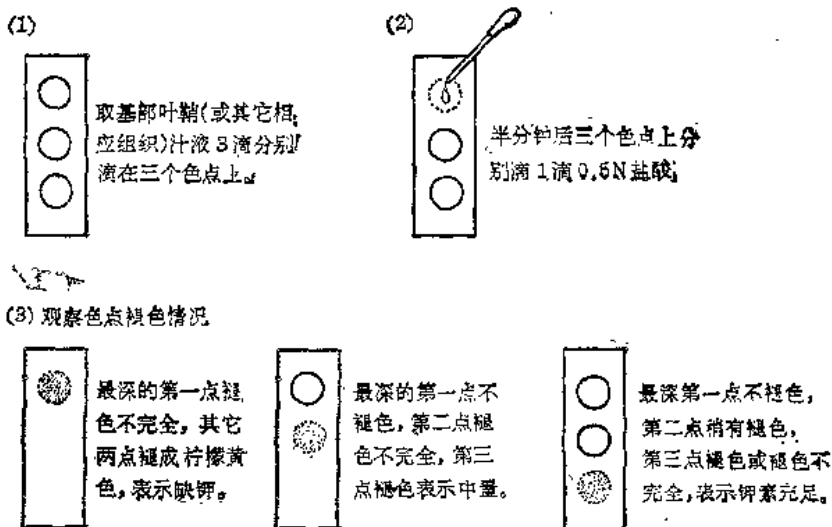 (1)
取基部叶鞘(或其它相
应组织)汁液3滴分别
滴在三个色点上。
(2)
半分钟后三个色点上分
别滴1滴0.5N盐酸
(3) 观察色点褪色情况
最深的第一点褪
色不完全，其它
两点褪成柠檬黄
色，表示缺钾。
最深的第一点不
褪色，第二点褪
色不完全，第三
点褪色表示中量。
最深第一点不褪色，
第二点稍有褪色，
第三点褪色或褪色不
完全，表示钾素充足。